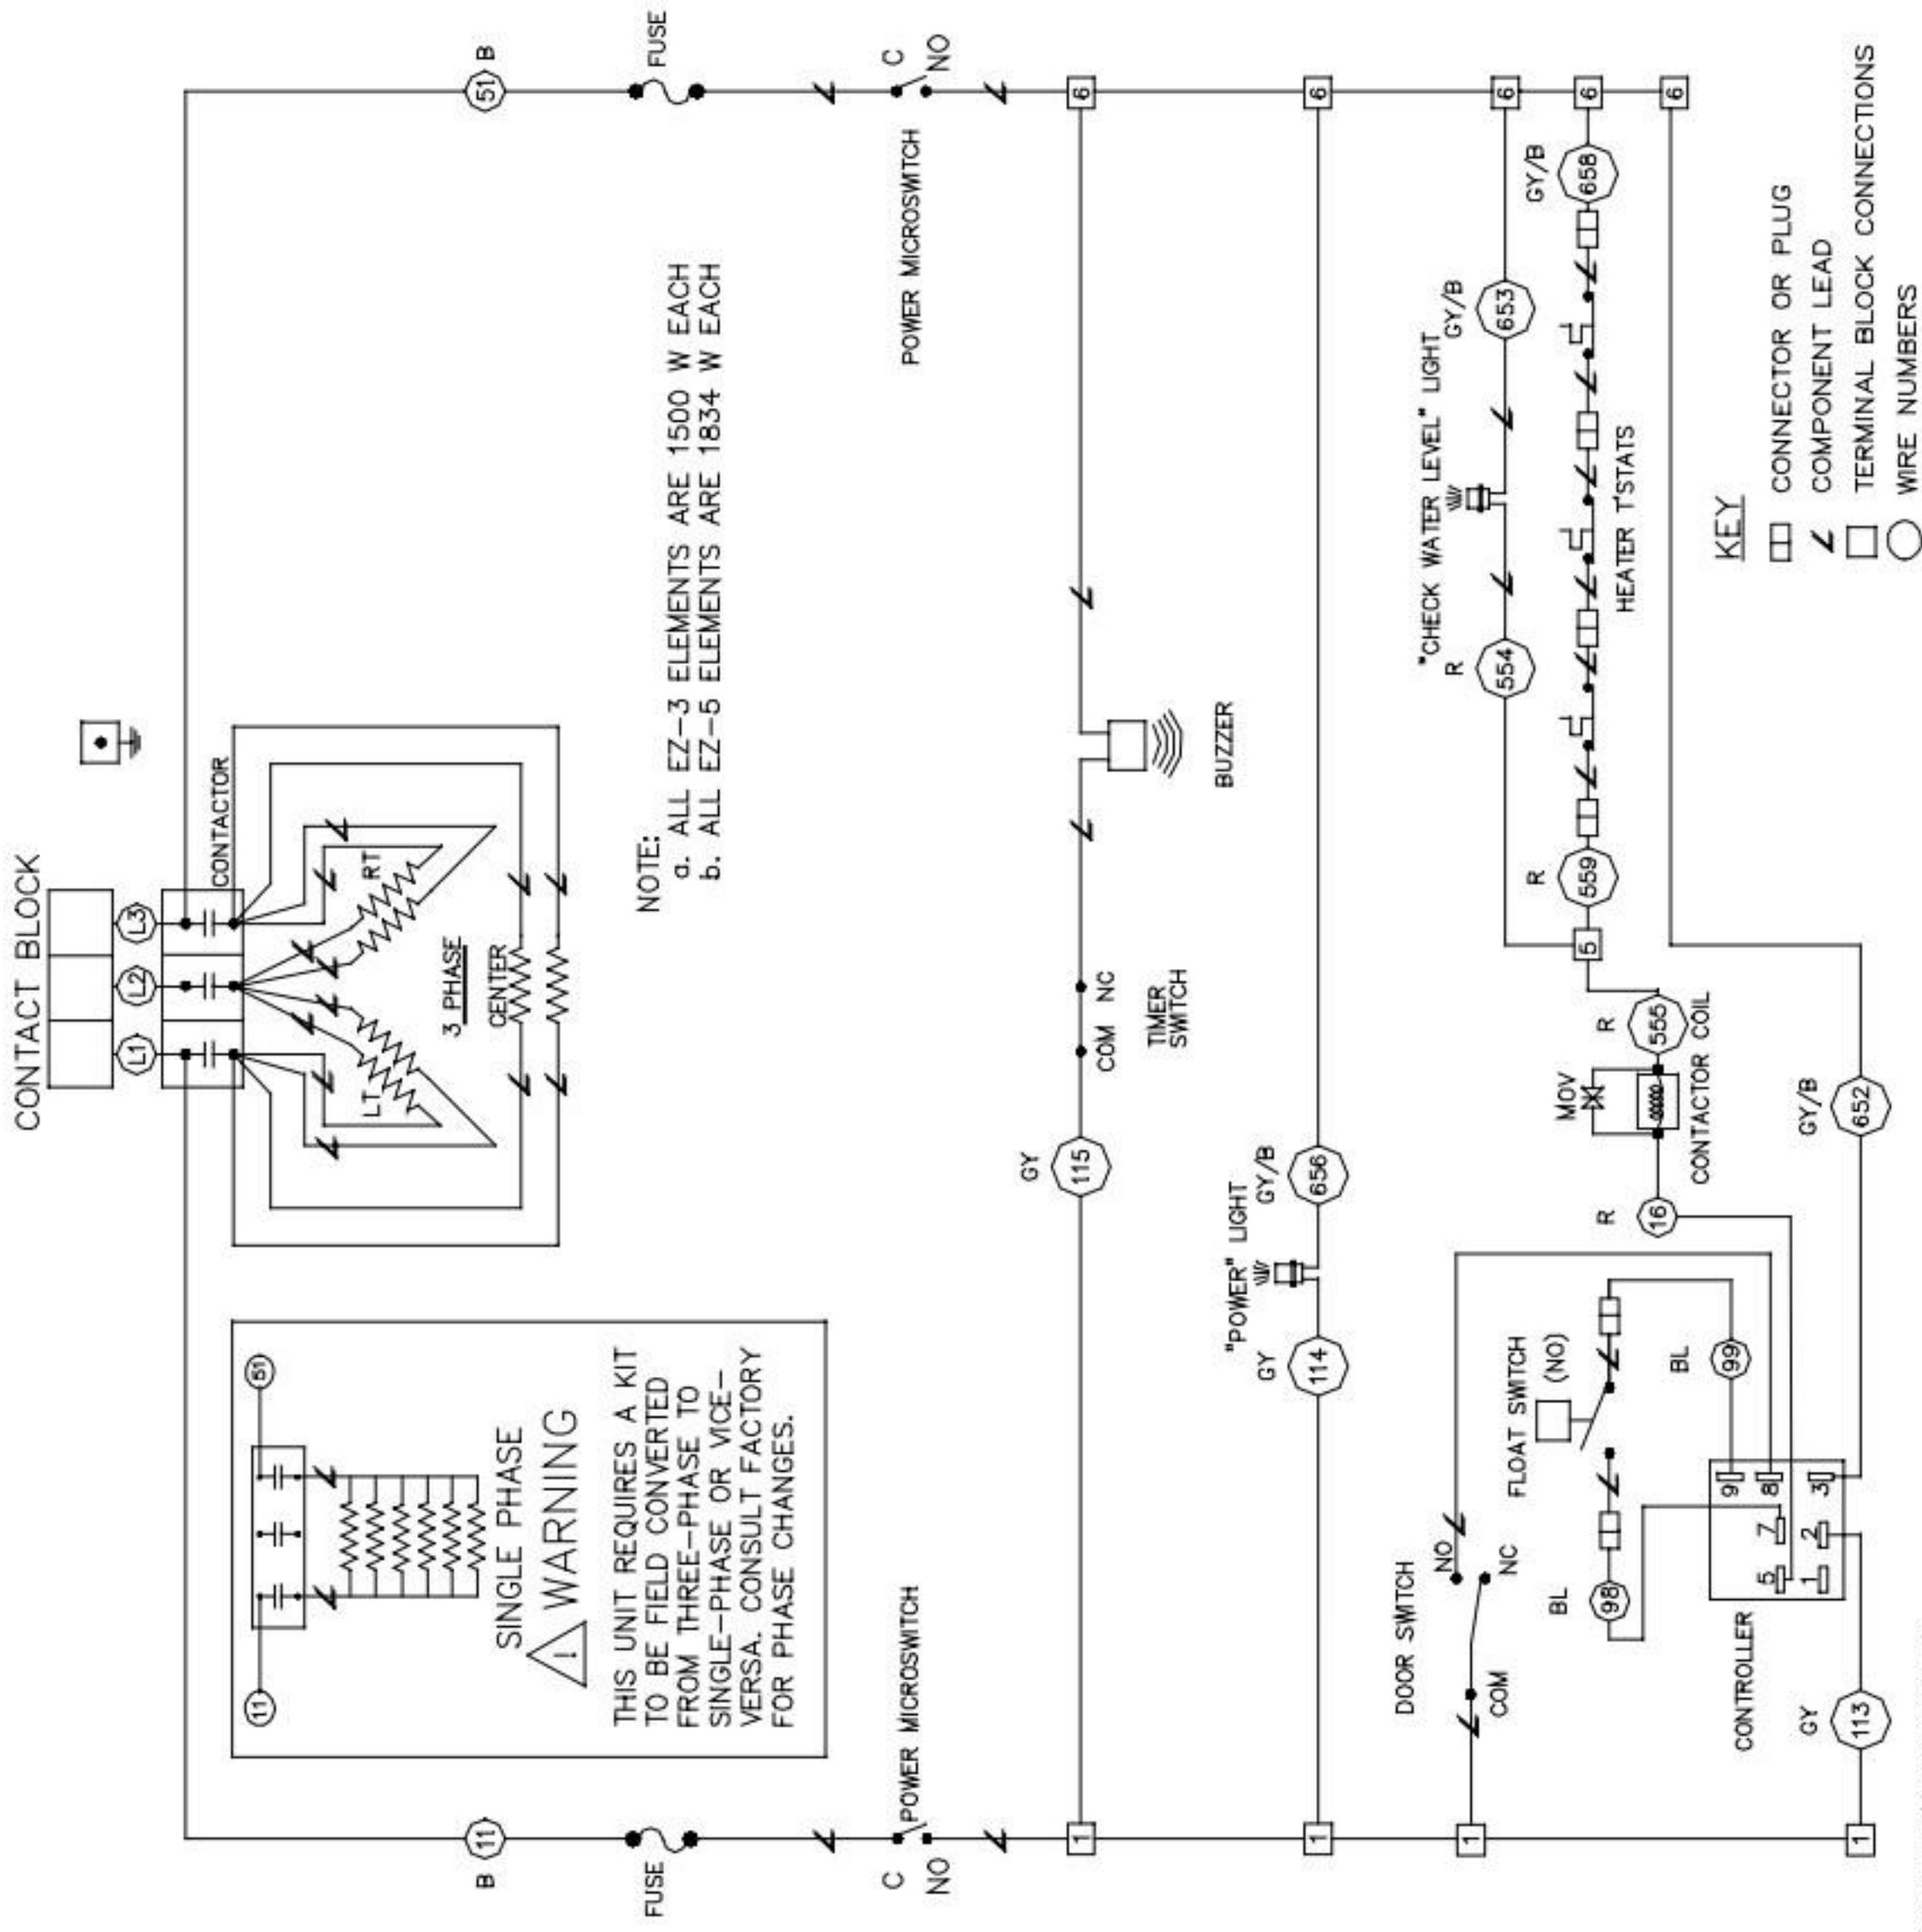 CONTACT BLOCK
L1 L2 L3
CONTACTOR
11 51
SINGLE PHASE
! WARNING
THIS UNIT REQUIRES A KIT
TO BE FIELD CONVERTED
FROM THREE-PHASE TO
SINGLE-PHASE OR VICE-
VERSA. CONSULT FACTORY
FOR PHASE CHANGES.
LT RT
3 PHASE
CENTER
B 11
51 B
FUSE
FUSE
NOTE:
a. ALL EZ-3 ELEMENTS ARE 1500 W EACH
b. ALL EZ-5 ELEMENTS ARE 1834 W EACH
C
NO
POWER MICROSWITCH
POWER MICROSWITCH
C
NO
1
GY
115
COM NC
TIMER
SWITCH
BUZZER
6
1
GY
114
"POWER" LIGHT
GY/B
656
6
DOOR SWITCH
1
COM
NO
NC
"CHECK WATER LEVEL" LIGHT
R
554
GY/B
653
6
FLOAT SWITCH
(NO)
BL
98
BL
99
R
16
MOV
CONTACTOR COIL
R
555
5
R
559
HEATER T'STATS
GY/B
658
6
CONTROLLER
9
5 7 8
1 2 3
1
GY
113
GY/B
652
6
KEY
CONNECTOR OR PLUG
COMPONENT LEAD
TERMINAL BLOCK CONNECTIONS
WIRE NUMBERS